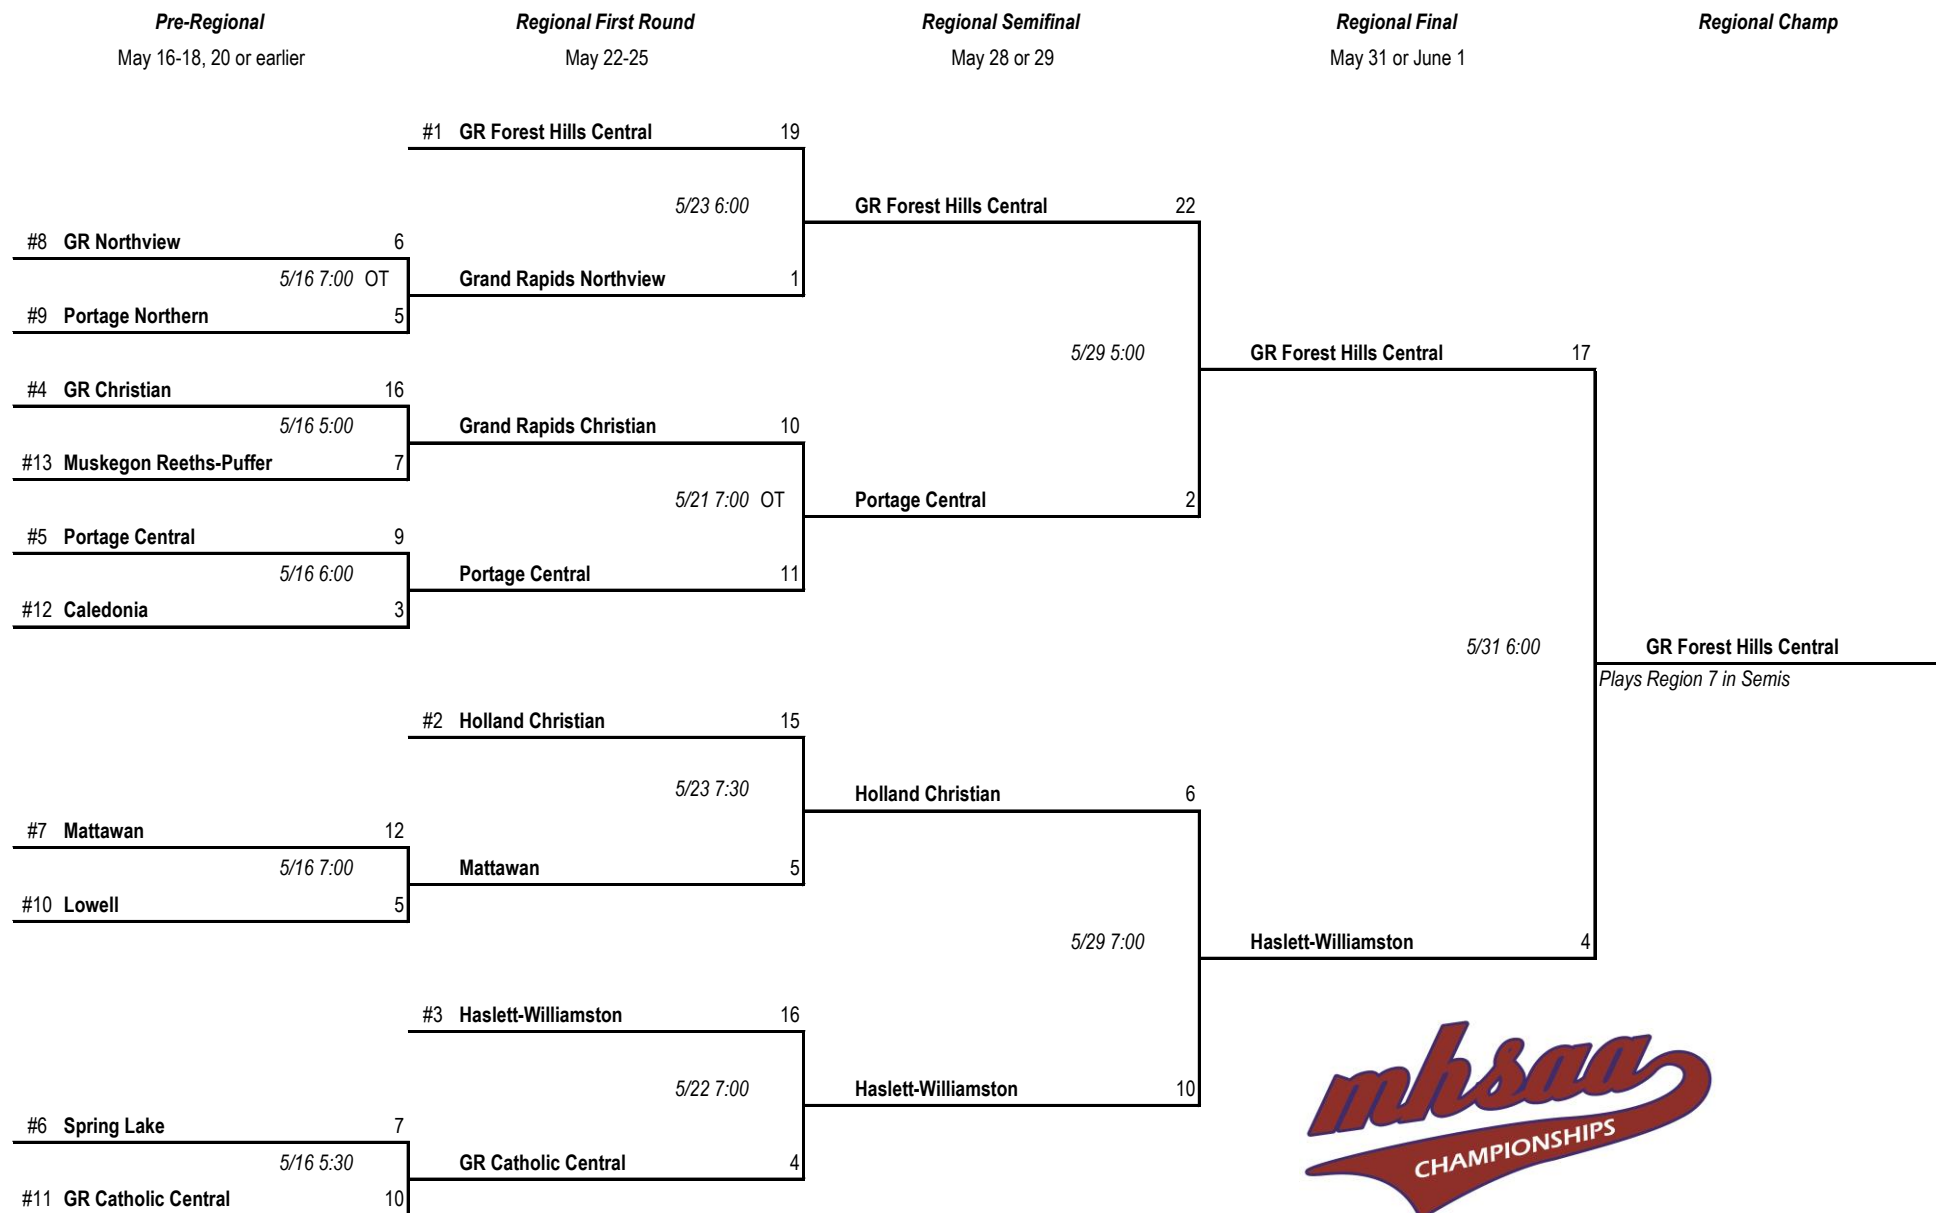 Pre-Regional Regional First Round Regional Semifinal Regional Final Regional Champ
May 16-18, 20 or earlier May 22-25 May 28 or 29 May 31 or June 1
#1 GR Forest Hills Central 19
5/23 6:00 GR Forest Hills Central 22
#8 GR Northview 6
5/16 7:00 OT Grand Rapids Northview 1
#9 Portage Northern 5
5/29 5:00 GR Forest Hills Central 17
#4 GR Christian 16
5/16 5:00 Grand Rapids Christian 10
#13 Muskegon Reeths-Puffer 7
5/21 7:00 OT Portage Central 2
#5 Portage Central 9
5/16 6:00 Portage Central 11
#12 Caledonia 3
5/31 6:00 GR Forest Hills Central
Plays Region 7 in Semis
#2 Holland Christian 15
5/23 7:30 Holland Christian 6
#7 Mattawan 12
5/16 7:00 Mattawan 5
#10 Lowell 5
5/29 7:00 Haslett-Williamston 4
#3 Haslett-Williamston 16
5/22 7:00 Haslett-Williamston 10
#6 Spring Lake 7
5/16 5:30 GR Catholic Central 4
#11 GR Catholic Central 10
mhsaa
CHAMPIONSHIPS